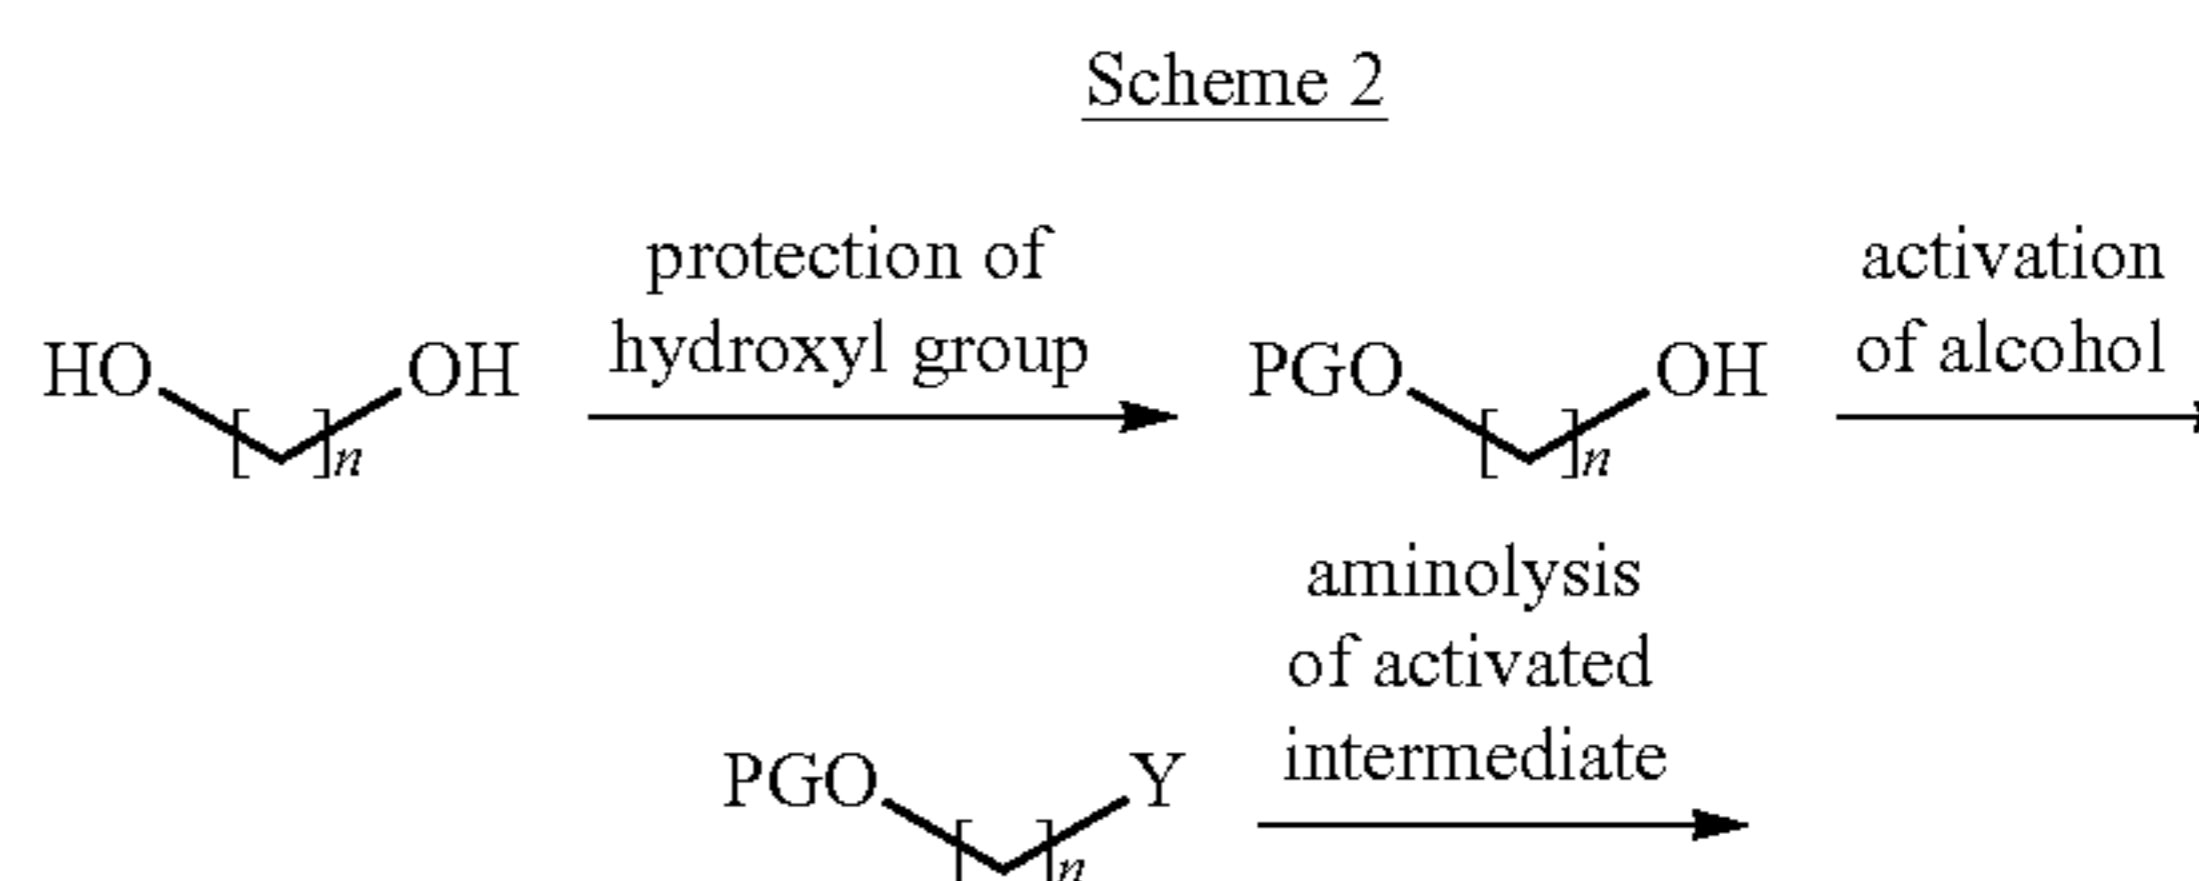 Scheme 2
protection of
hydroxyl group
activation
of alcohol
HO
OH
[ ]n
PGO
OH
[ ]n
aminolysis
of activated
intermediate
PGO
Y
[ ]n